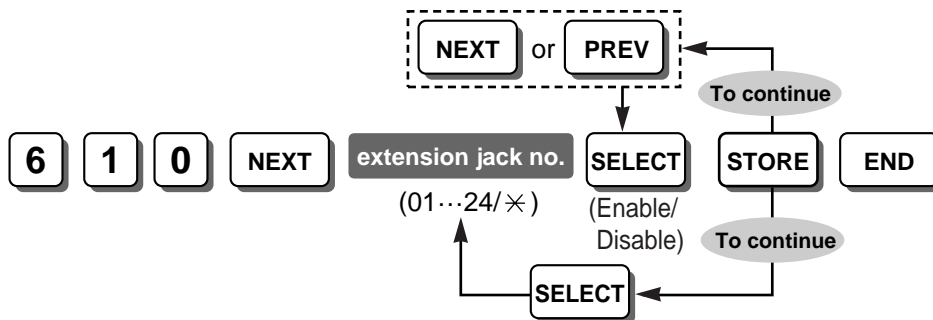 NEXT or PREV
To continue
6 1 0 NEXT extension jack no. SELECT STORE END
(01···24/✳)
(Enable/
Disable)
To continue
SELECT